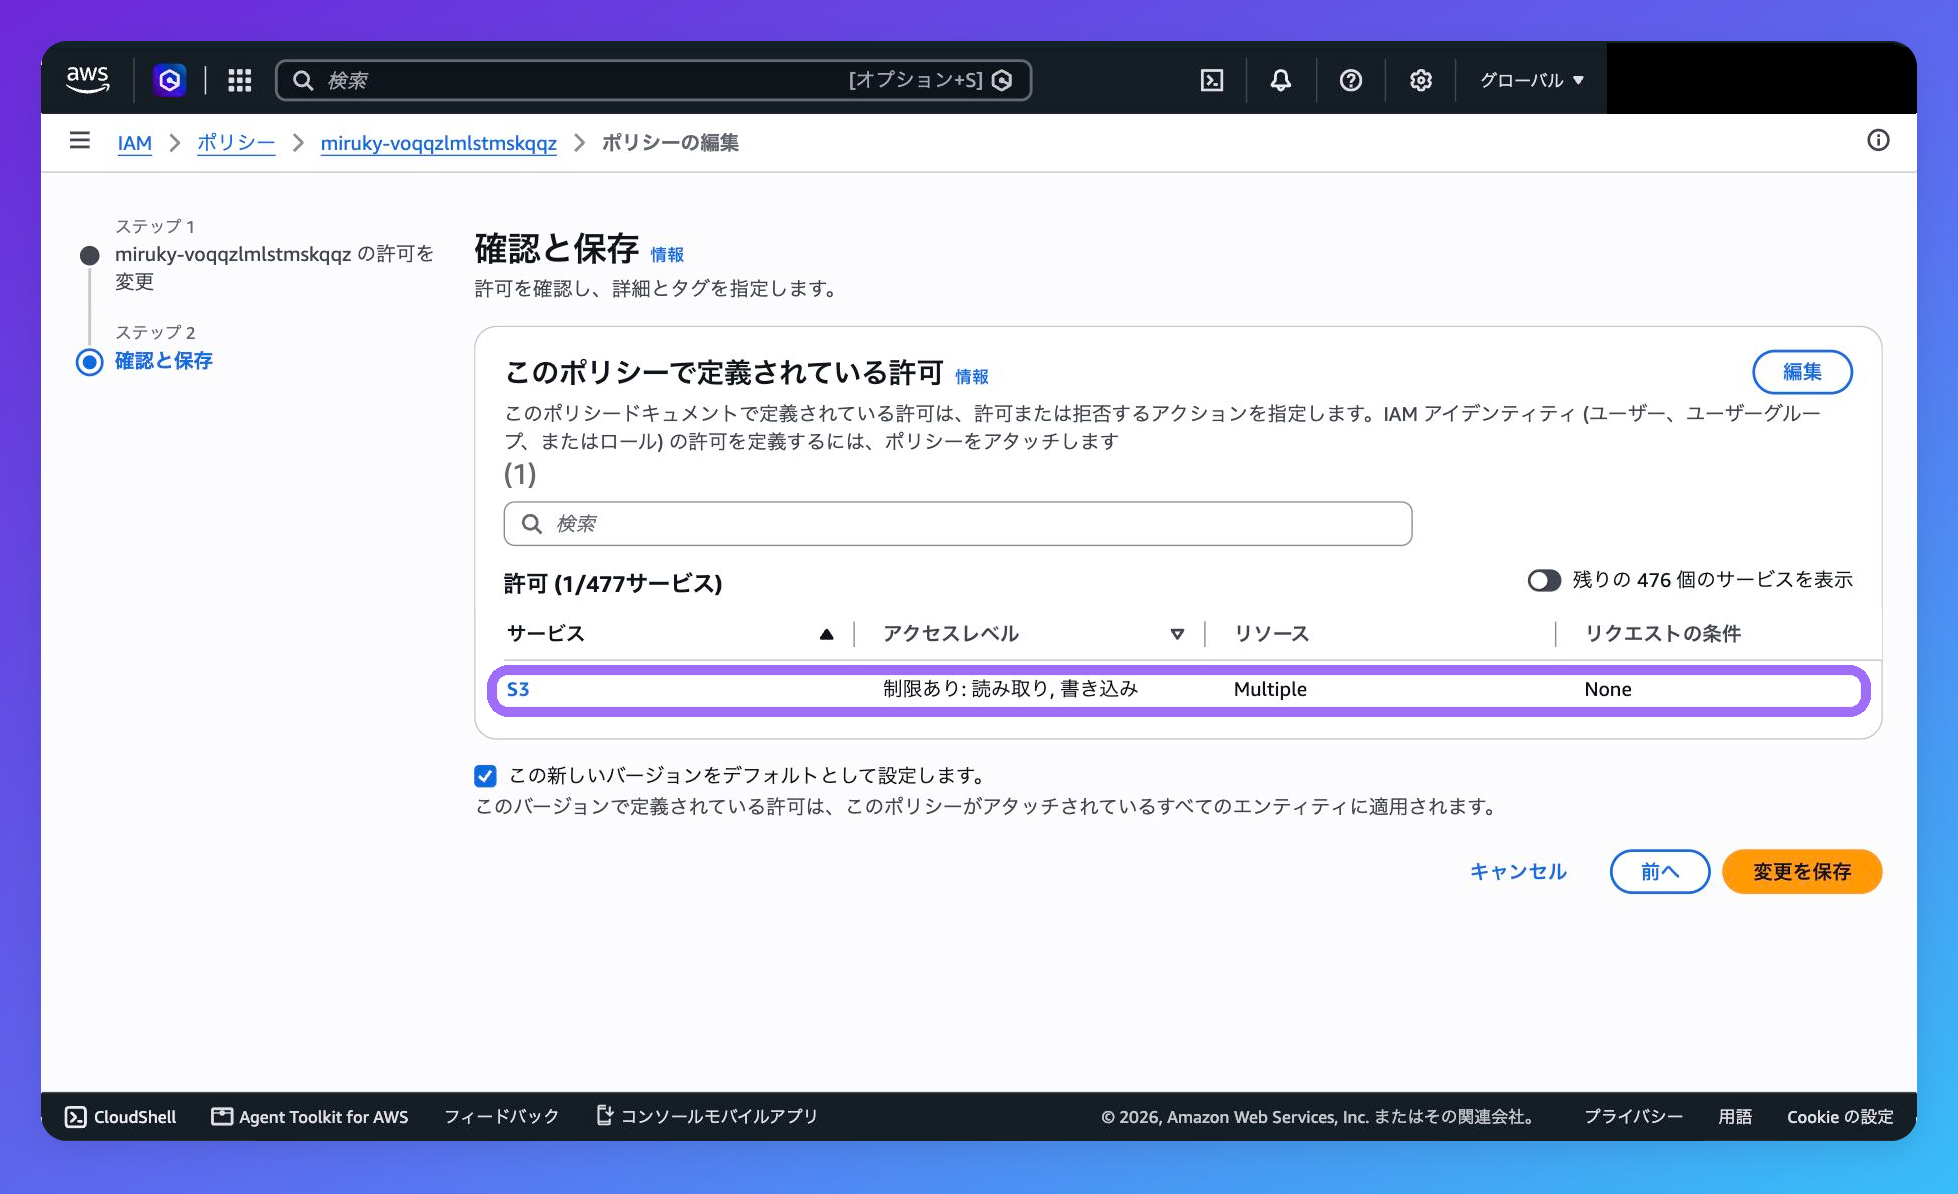 aws
検索 [オプション+S]
グローバル ▼
IAM > ポリシー > miruky-voqqzlmlstmskqqz > ポリシーの編集
ステップ 1
miruky-voqqzlmlstmskqqz の許可を
変更
ステップ 2
確認と保存
確認と保存 情報
許可を確認し、詳細とタグを指定します。
このポリシーで定義されている許可 情報
編集
このポリシードキュメントで定義されている許可は、許可または拒否するアクションを指定します。IAM アイデンティティ (ユーザー、ユーザーグルー
プ、またはロール) の許可を定義するには、ポリシーをアタッチします
(1)
検索
許可 (1/477サービス)
残りの 476 個のサービスを表示
サービス アクセスレベル リソース リクエストの条件
S3 制限あり: 読み取り, 書き込み Multiple None
この新しいバージョンをデフォルトとして設定します。
このバージョンで定義されている許可は、このポリシーがアタッチされているすべてのエンティティに適用されます。
キャンセル 前へ 変更を保存
CloudShell Agent Toolkit for AWS フィードバック コンソールモバイルアプリ © 2026, Amazon Web Services, Inc. またはその関連会社。 プライバシー 用語 Cookie の設定